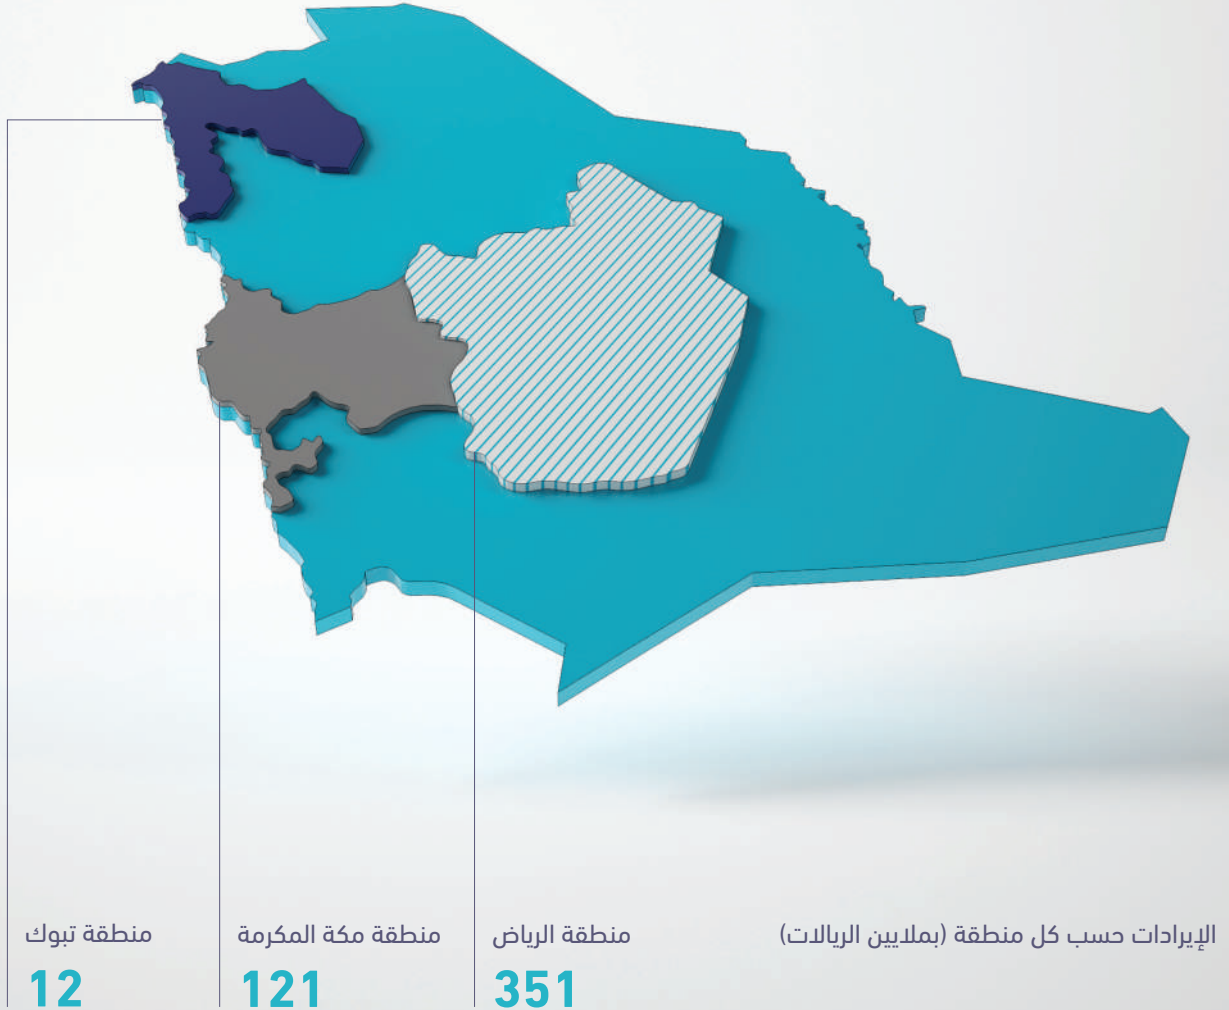 الإيرادات حسب كل منطقة (بملايين الريالات)
منطقة الرياض
351
منطقة مكة المكرمة
121
منطقة تبوك
12